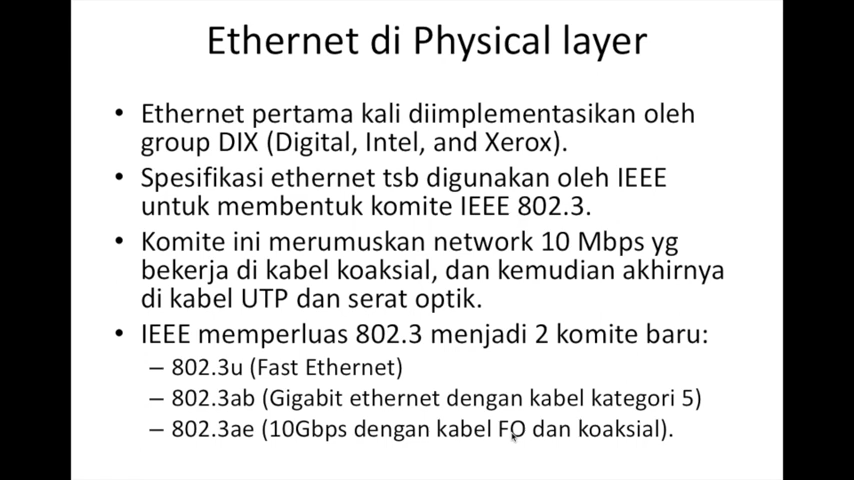 Ethernet di Physical layer
• Ethernet pertama kali diimplementasikan oleh
group DIX (Digital, Intel, and Xerox).
• Spesifikasi ethernet tsb digunakan oleh IEEE
untuk membentuk komite IEEE 802.3.
• Komite ini merumuskan network 10 Mbps yg
bekerja di kabel koaksial, dan kemudian akhirnya
di kabel UTP dan serat optik.
• IEEE memperluas 802.3 menjadi 2 komite baru:
– 802.3u (Fast Ethernet)
– 802.3ab (Gigabit ethernet dengan kabel kategori 5)
– 802.3ae (10Gbps dengan kabel FO dan koaksial).